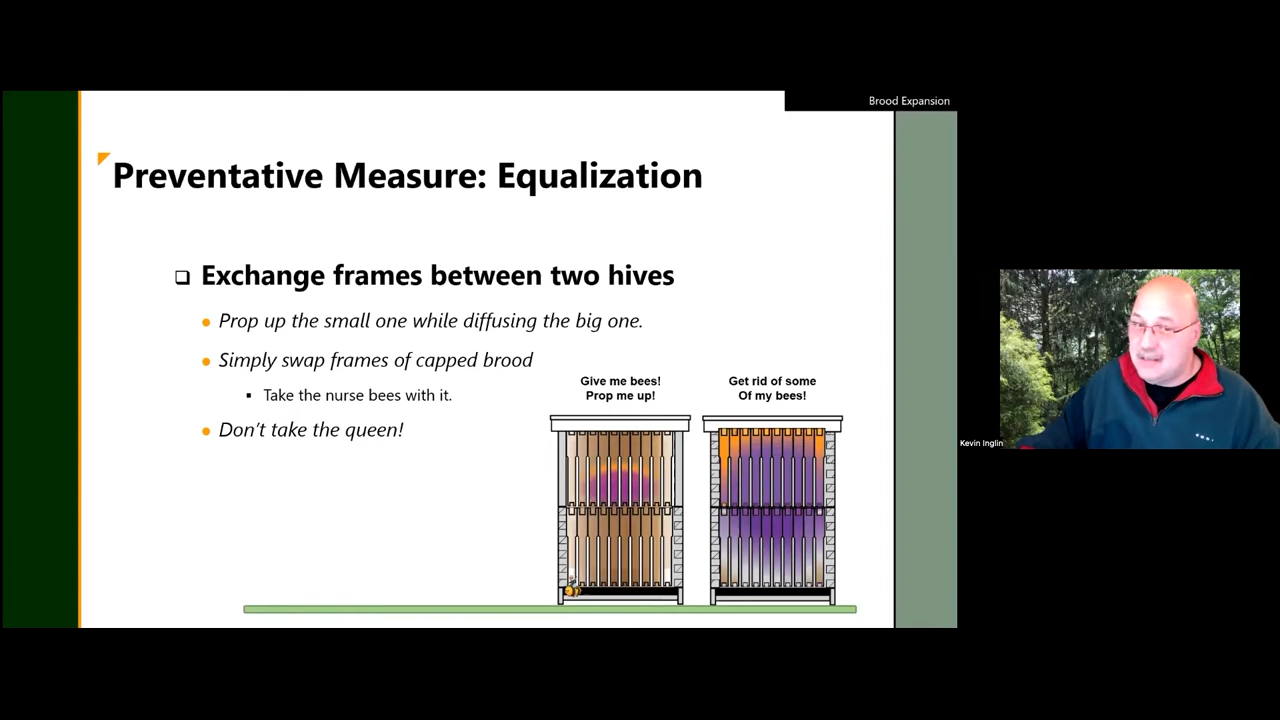 Brood Expansion
Preventative Measure: Equalization
Exchange frames between two hives
Prop up the small one while diffusing the big one.
Simply swap frames of capped brood
Take the nurse bees with it.
Don't take the queen!
Give me bees!
Prop me up!
Get rid of some
Of my bees!
Kevin Inglin